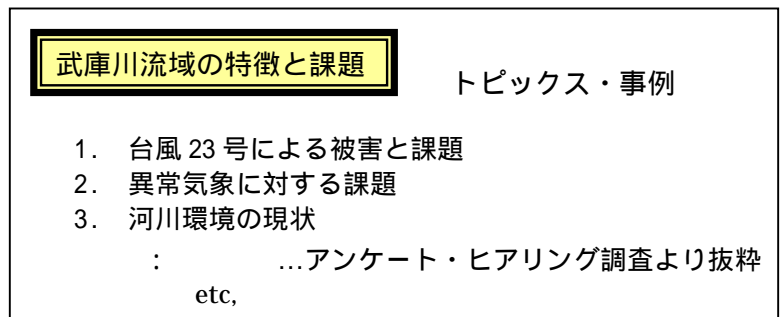 武庫川流域の特徴と課題 トピックス・事例
1. 台風 23 号による被害と課題
2. 異常気象に対する課題
3. 河川環境の現状
: …アンケート・ヒアリング調査より抜粋
etc,